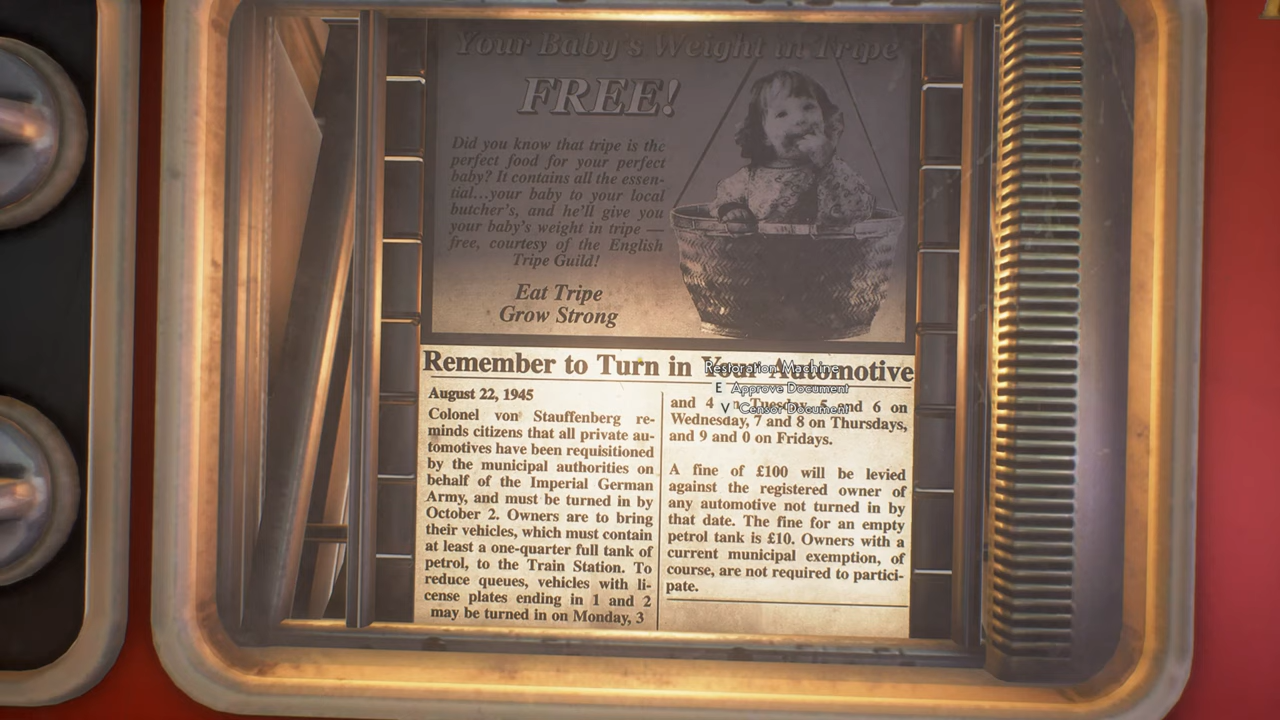 Your Baby's Weight in Tripe
FREE!
Did you know that tripe is the
perfect food for your perfect
baby? It contains all the essen-
tial...your baby to your local
butcher's, and he'll give you
your baby's weight in tripe —
free, courtesy of the English
Tripe Guild!
Eat Tripe
Grow Strong
Remember to Turn in Your Automotive
Restoration Machine
E Approve Document
V Censor Document
August 22, 1945
Colonel von Stauffenberg re-
minds citizens that all private au-
tomotives have been requisitioned
by the municipal authorities on
behalf of the Imperial German
Army, and must be turned in by
October 2. Owners are to bring
their vehicles, which must contain
at least a one-quarter full tank of
petrol, to the Train Station. To
reduce queues, vehicles with li-
cense plates ending in 1 and 2
may be turned in on Monday, 3
and 4 on Tuesday, 5 and 6 on
Wednesday, 7 and 8 on Thursdays,
and 9 and 0 on Fridays.
A fine of £100 will be levied
against the registered owner of
any automotive not turned in by
that date. The fine for an empty
petrol tank is £10. Owners with a
current municipal exemption, of
course, are not required to partici-
pate.